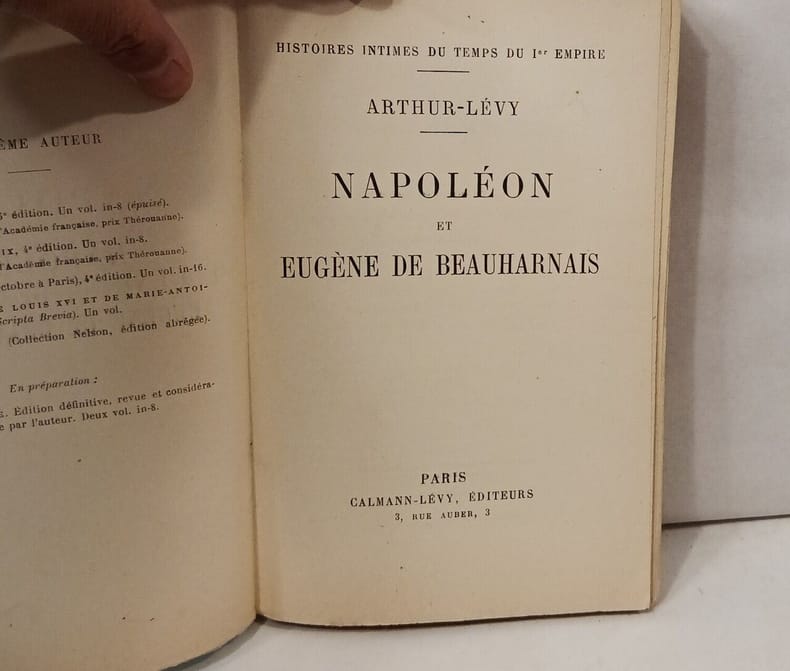 ÊME AUTEUR
5ᵉ édition. Un vol. in-8 (épuisé).
l'Académie française, prix Thérouanne).
IX, 4ᵉ édition. Un vol. in-8.
l'Académie française, prix Thérouanne).
ctobre à Paris), 4ᵉ édition. Un vol. in-16.
E LOUIS XVI ET DE MARIE-ANTOI-
Scripta Brevia). Un vol.
(Collection Nelson, édition abrégée).
En préparation :
E. Édition définitive, revue et considéra-
e par l'auteur. Deux vol. in-8.
HISTOIRES INTIMES DU TEMPS DU Iᵉʳ EMPIRE
ARTHUR-LÉVY
NAPOLÉON
ET
EUGÈNE DE BEAUHARNAIS
PARIS
CALMANN-LÉVY, ÉDITEURS
3, RUE AUBER, 3